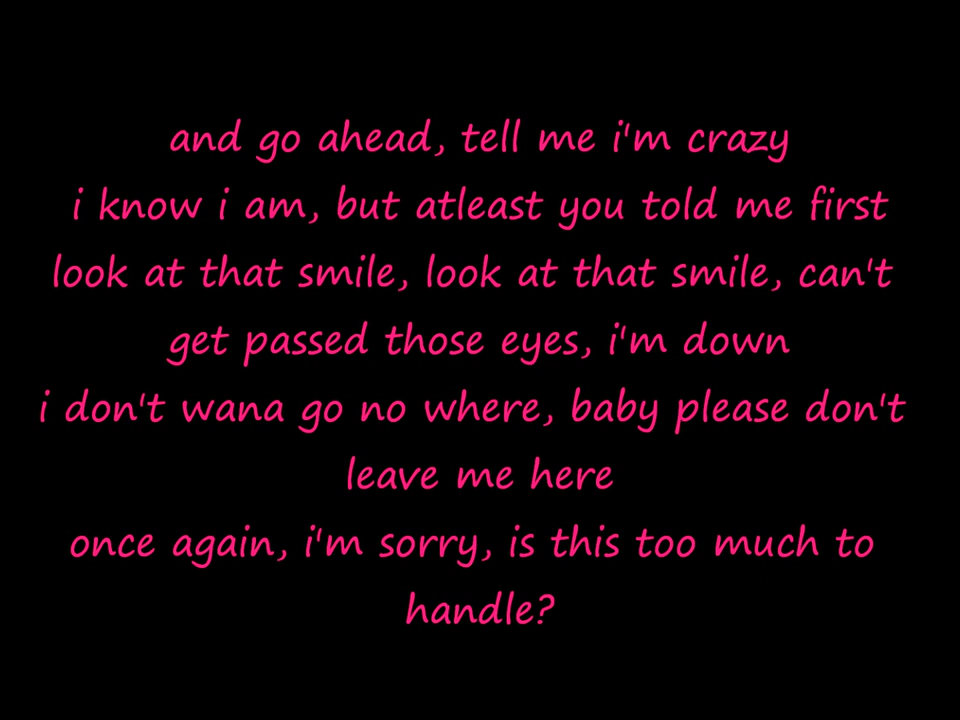 and go ahead, tell me i'm crazy
i know i am, but atleast you told me first
look at that smile, look at that smile, can't
get passed those eyes, i'm down
i don't wana go no where, baby please don't
leave me here
once again, i'm sorry, is this too much to
handle?